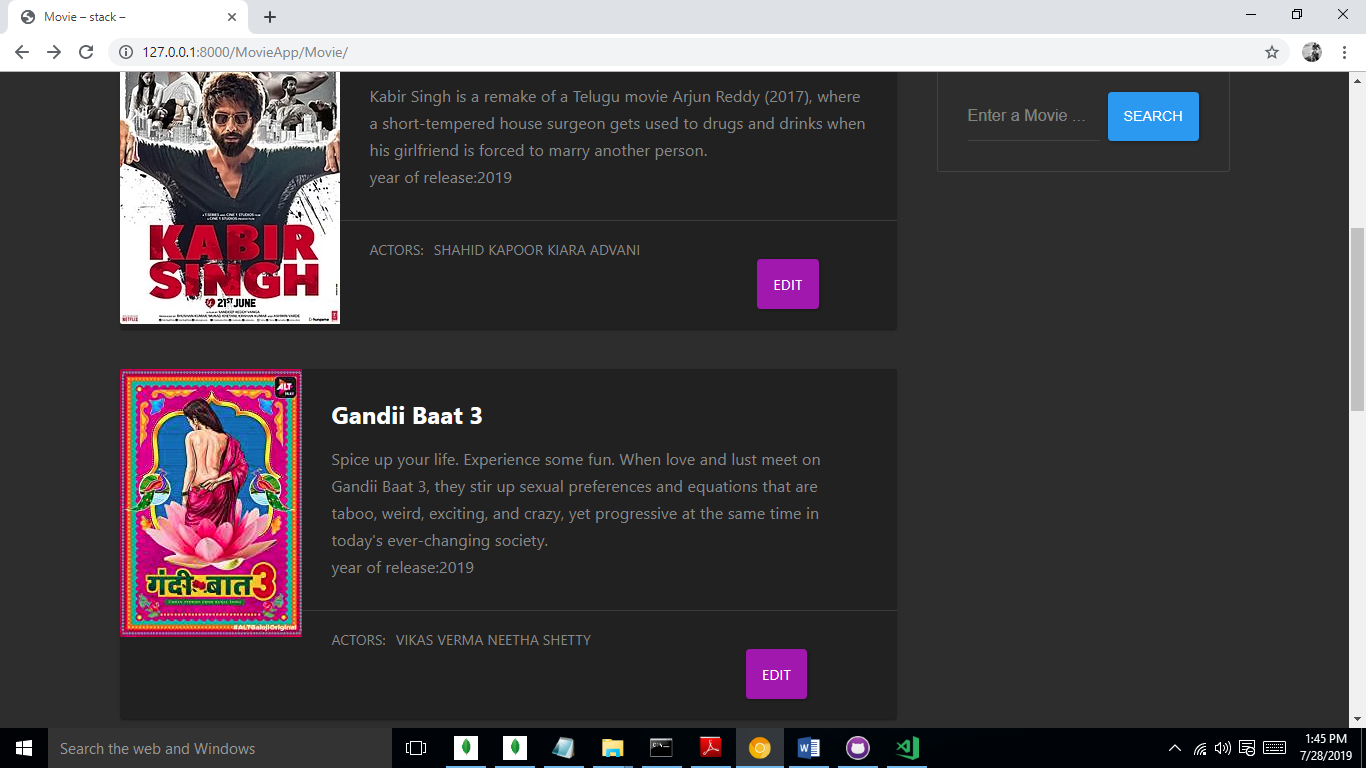 Movie – stack –
127.0.0.1:8000/MovieApp/Movie/
Kabir Singh is a remake of a Telugu movie Arjun Reddy (2017), where
a short-tempered house surgeon gets used to drugs and drinks when
his girlfriend is forced to marry another person.
year of release:2019
ACTORS: SHAHID KAPOOR KIARA ADVANI
EDIT
Enter a Movie ...
SEARCH
KABIR
SINGH
21ST JUNE
NETFLIX
ALT
Gandii Baat 3
Spice up your life. Experience some fun. When love and lust meet on
Gandii Baat 3, they stir up sexual preferences and equations that are
taboo, weird, exciting, and crazy, yet progressive at the same time in
today's ever-changing society.
year of release:2019
ACTORS: VIKAS VERMA NEETHA SHETTY
EDIT
गंदी बात 3
#ALTBalajiOriginal
Search the web and Windows
1:45 PM
7/28/2019